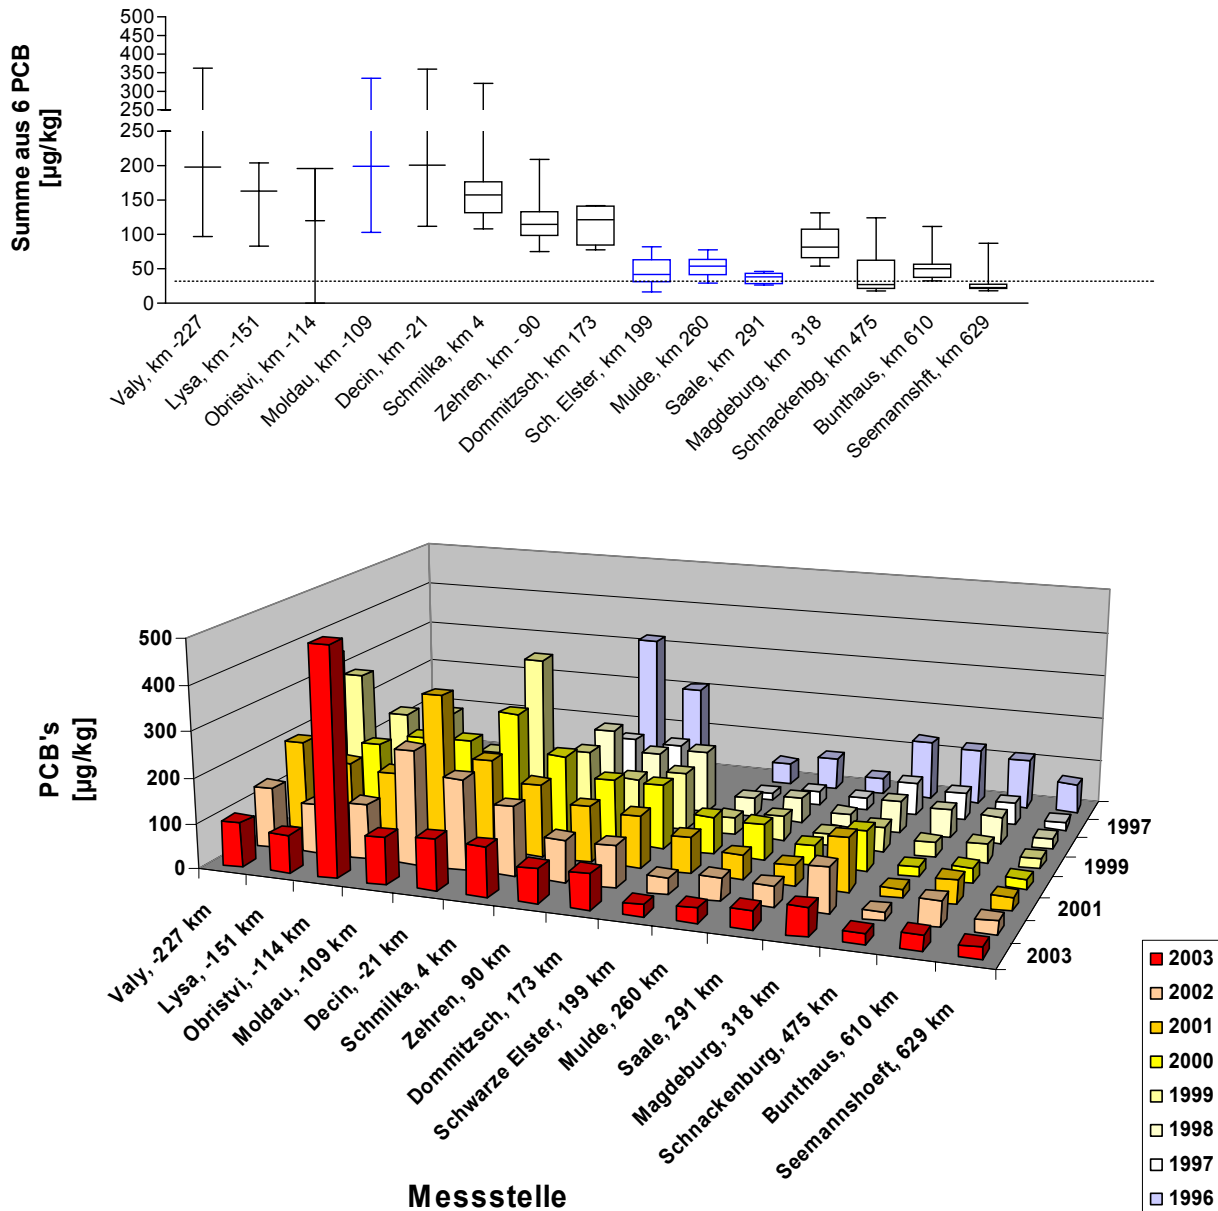 Summe aus 6 PCB
[µg/kg]
500
450
400
350
300
250
250
200
150
100
50
0
Valy, km -227
Lysa, km -151
Obristvi, km -114
Moldau, km -109
Decin, km -21
Schmilka, km 4
Zehren, km - 90
Dommitzsch, km 173
Sch. Elster, km 199
Mulde, km 260
Saale, km 291
Magdeburg, km 318
Schnackenbg, km 475
Bunthaus, km 610
Seemannshft, km 629
PCB's
[µg/kg]
500
400
300
200
100
0
1997
1999
2001
2003
Valy, -227 km
Lysa, -151 km
Obristvi, -114 km
Moldau, -109 km
Decin, -21 km
Schmilka, 4 km
Zehren, 90 km
Dommitzsch, 173 km
Schwarze Elster, 199 km
Mulde, 260 km
Saale, 291 km
Magdeburg, 318 km
Schnackenburg, 475 km
Bunthaus, 610 km
Seemannshoeft, 629 km
Messstelle
2003
2002
2001
2000
1999
1998
1997
1996